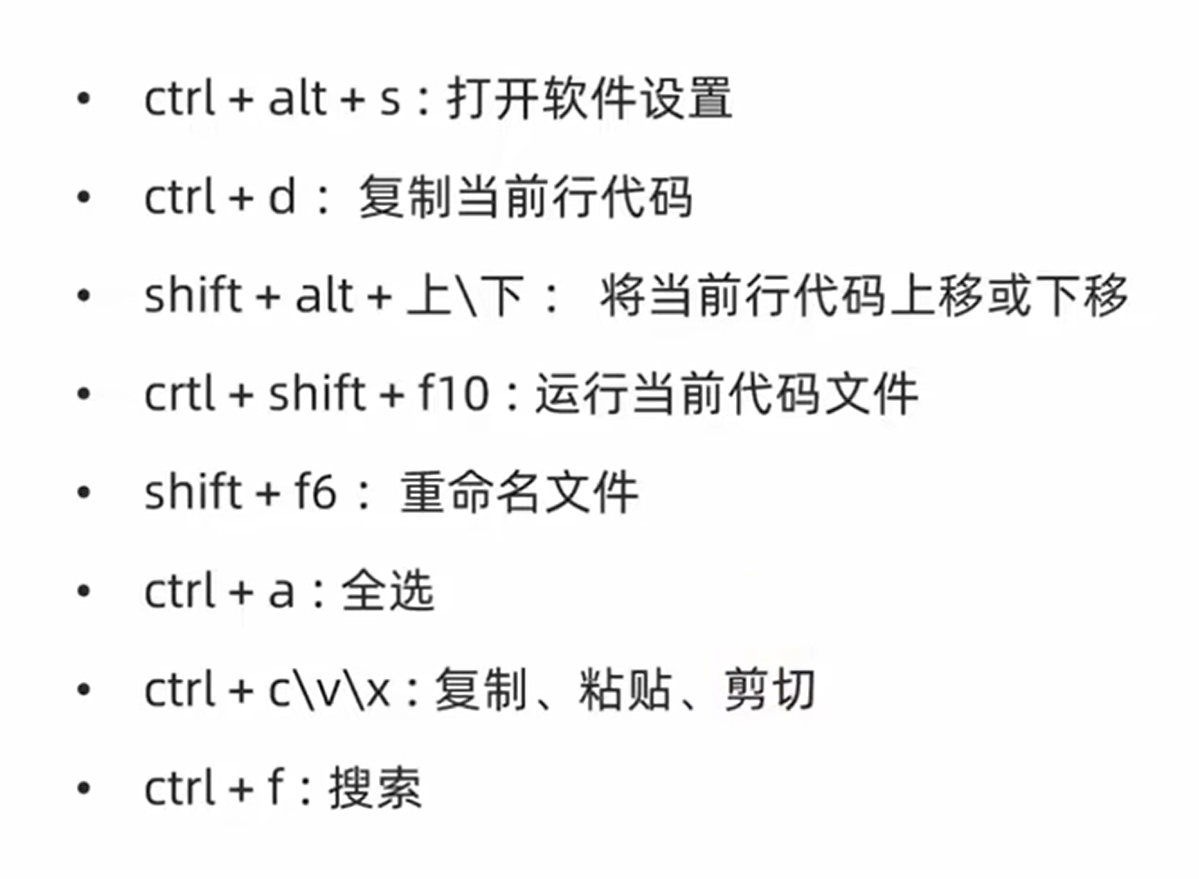 • ctrl + alt + s : 打开软件设置
• ctrl + d : 复制当前行代码
• shift + alt + 上\下 : 将当前行代码上移或下移
• crtl + shift + f10 : 运行当前代码文件
• shift + f6 : 重命名文件
• ctrl + a : 全选
• ctrl + c\v\x : 复制、粘贴、剪切
• ctrl + f : 搜索